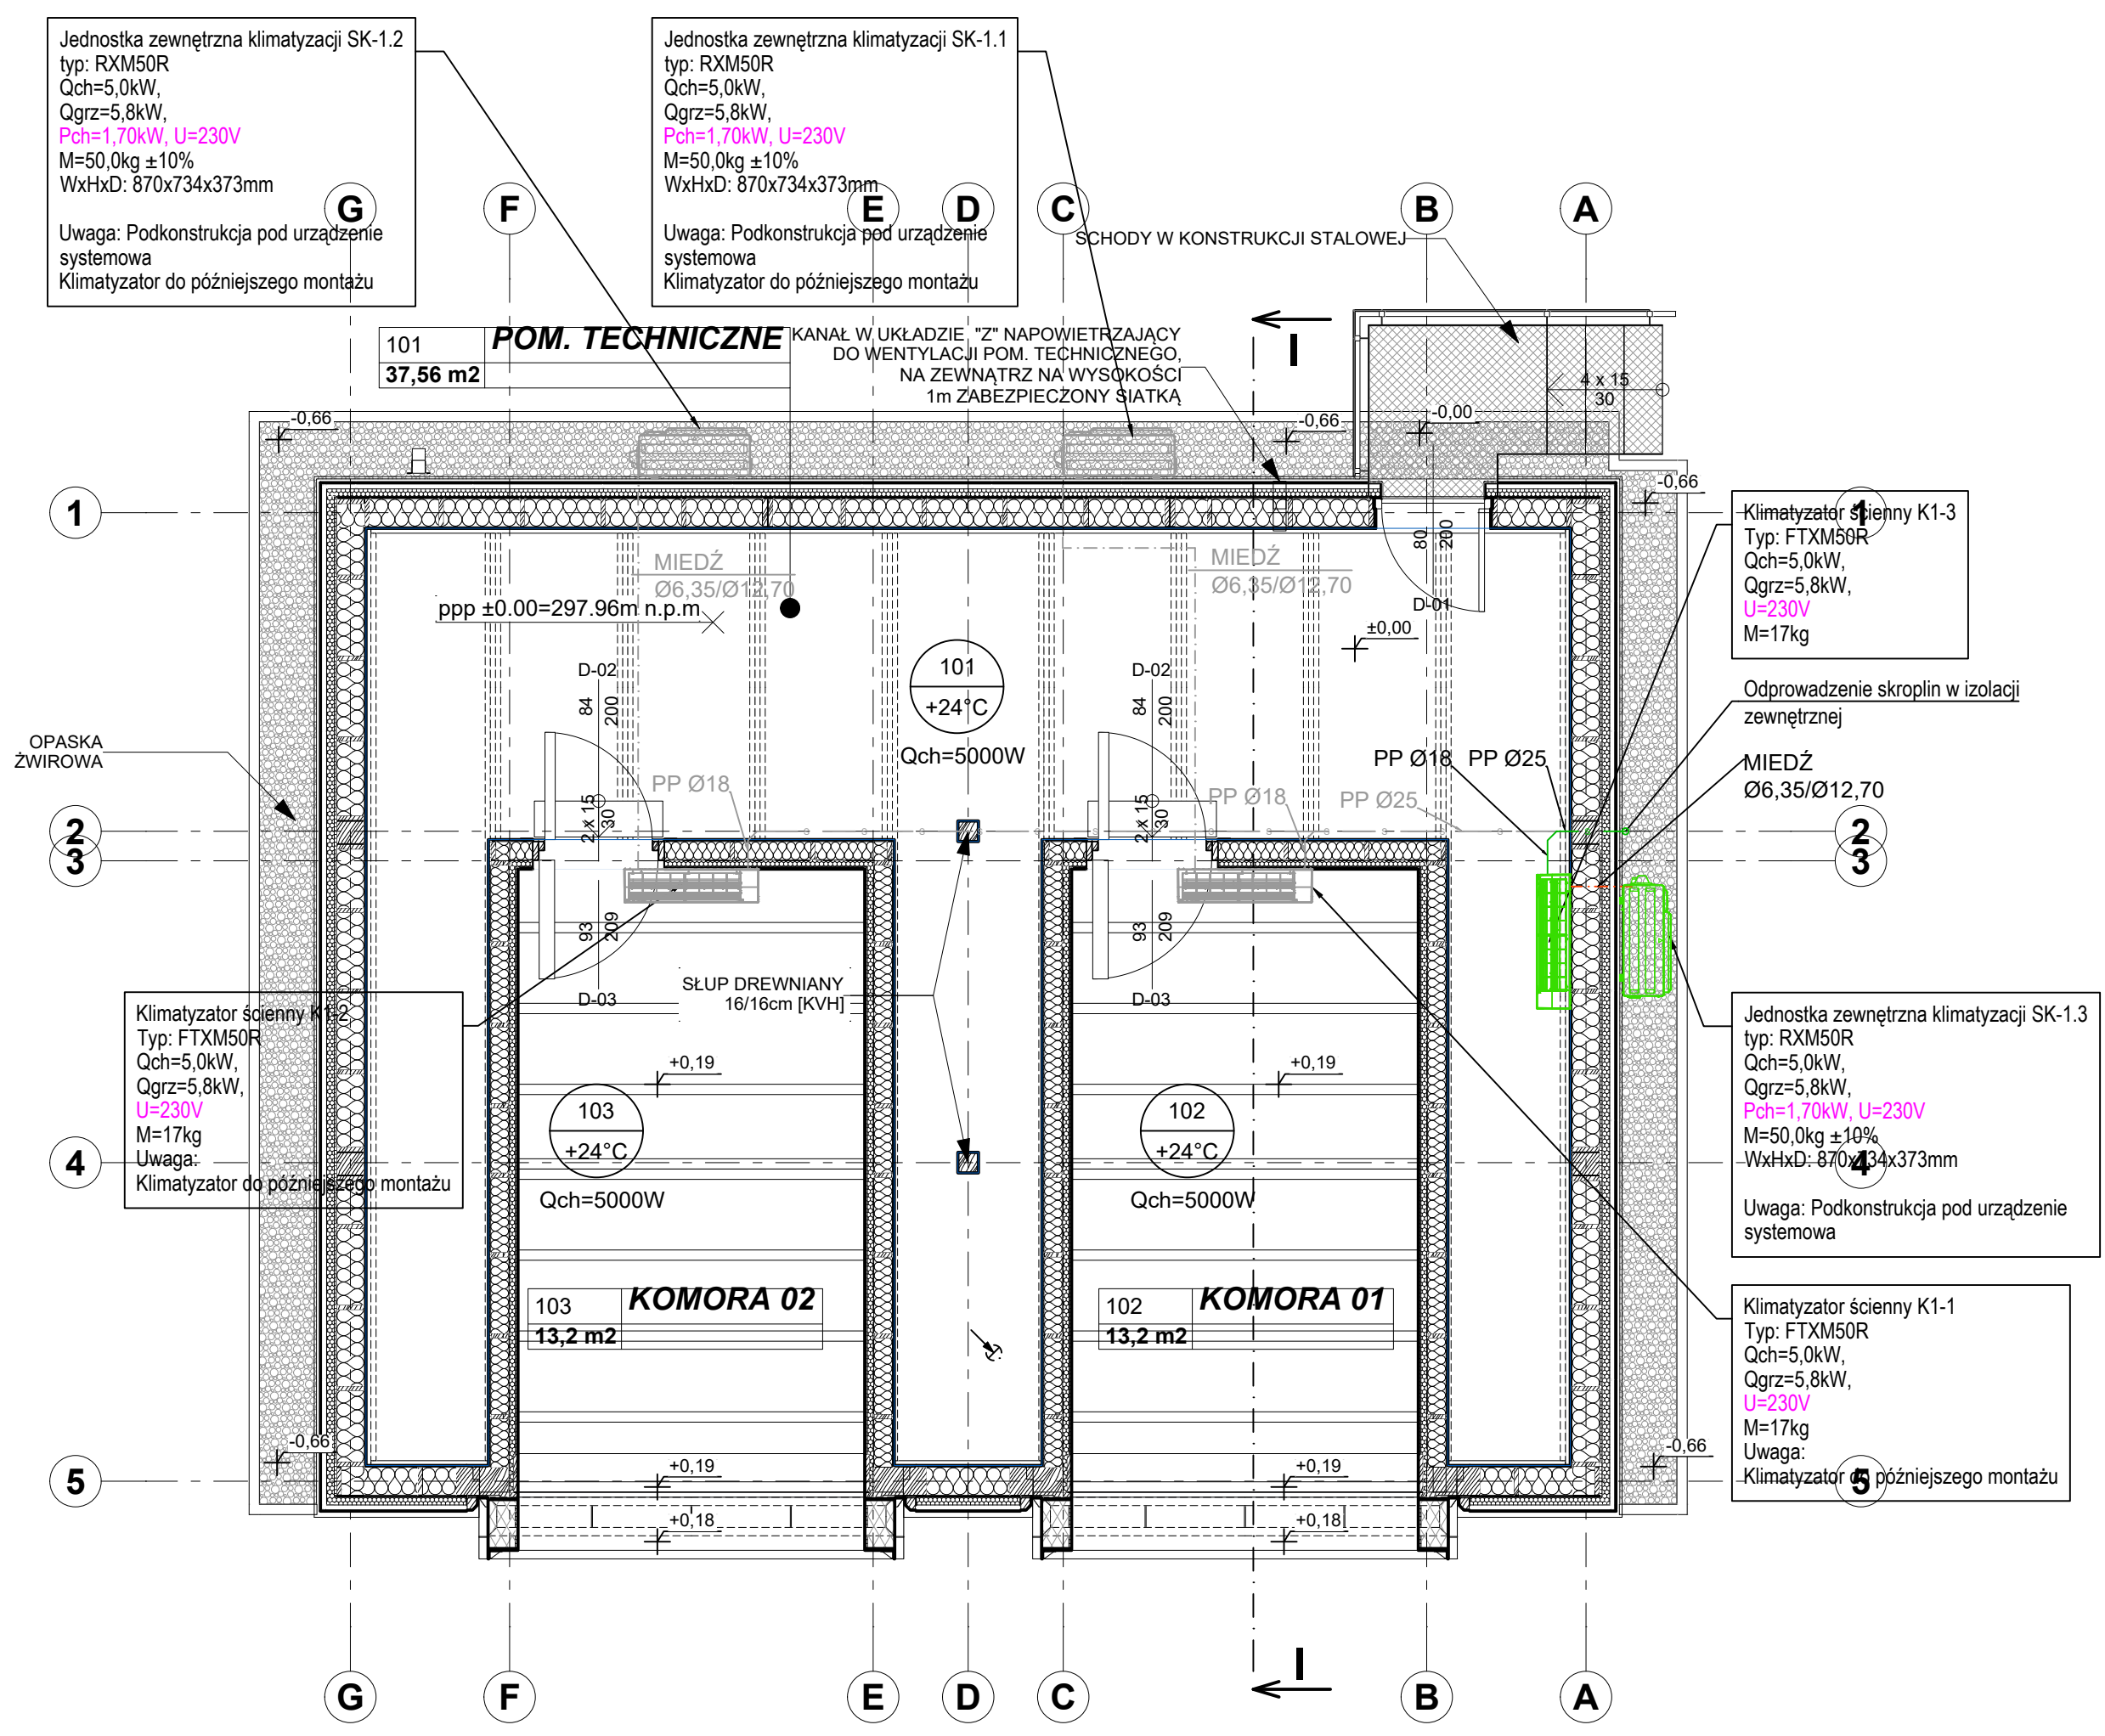 Jednostka zewnętrzna klimatyzacji SK-1.2
typ: RXM50R
Qch=5,0kW,
Qgrz=5,8kW,
Pch=1,70kW, U=230V
M=50,0kg ±10%
WxHxD: 870x734x373mm
Uwaga: Podkonstrukcja pod urządzenie
systemowa
Klimatyzator do późniejszego montażu
Jednostka zewnętrzna klimatyzacji SK-1.1
typ: RXM50R
Qch=5,0kW,
Qgrz=5,8kW,
Pch=1,70kW, U=230V
M=50,0kg ±10%
WxHxD: 870x734x373mm
Uwaga: Podkonstrukcja pod urządzenie
systemowa
Klimatyzator do późniejszego montażu
G
F
E
D
C
B
A
SCHODY W KONSTRUKCJI STALOWEJ
101
POM. TECHNICZNE
37,56 m2
KANAŁ W UKŁADZIE "Z" NAPOWIETRZAJĄCY
DO WENTYLACJI POM. TECHNICZNEGO,
NA ZEWNĄTRZ NA WYSOKOŚCI
1m ZABEZPIECZONY SIATKĄ
I
4 x 15
30
-0,66
-0,66
-0,00
-0,66
1
1
Klimatyzator ścienny K1-3
Typ: FTXM50R
Qch=5,0kW,
Qgrz=5,8kW,
U=230V
M=17kg
MIEDŹ
Ø6,35/Ø12,70
MIEDŹ
Ø6,35/Ø12,70
80
200
D-01
ppp ±0.00=297.96m n.p.m
±0,00
D-02
84
200
101
+24°C
Qch=5000W
D-02
84
200
Odprowadzenie skroplin w izolacji
zewnętrznej
OPASKA
ŻWIROWA
PP Ø18
PP Ø25
MIEDŹ
Ø6,35/Ø12,70
PP Ø18
PP Ø18
PP Ø25
2 x 15
30
2 x 15
30
2
3
2
3
93
209
D-03
93
209
D-03
SŁUP DREWNIANY
16/16cm [KVH]
Klimatyzator ścienny K1-2
Typ: FTXM50R
Qch=5,0kW,
Qgrz=5,8kW,
U=230V
M=17kg
Uwaga:
Klimatyzator do późniejszego montażu
Jednostka zewnętrzna klimatyzacji SK-1.3
typ: RXM50R
Qch=5,0kW,
Qgrz=5,8kW,
Pch=1,70kW, U=230V
M=50,0kg ±10%
WxHxD: 870x734x373mm
Uwaga: Podkonstrukcja pod urządzenie
systemowa
+0,19
+0,19
103
+24°C
Qch=5000W
102
+24°C
Qch=5000W
4
4
103
KOMORA 02
13,2 m2
102
KOMORA 01
13,2 m2
Klimatyzator ścienny K1-1
Typ: FTXM50R
Qch=5,0kW,
Qgrz=5,8kW,
U=230V
M=17kg
Uwaga:
Klimatyzator do późniejszego montażu
-0,66
-0,66
5
5
+0,19
+0,19
+0,18
+0,18
I
G
F
E
D
C
B
A